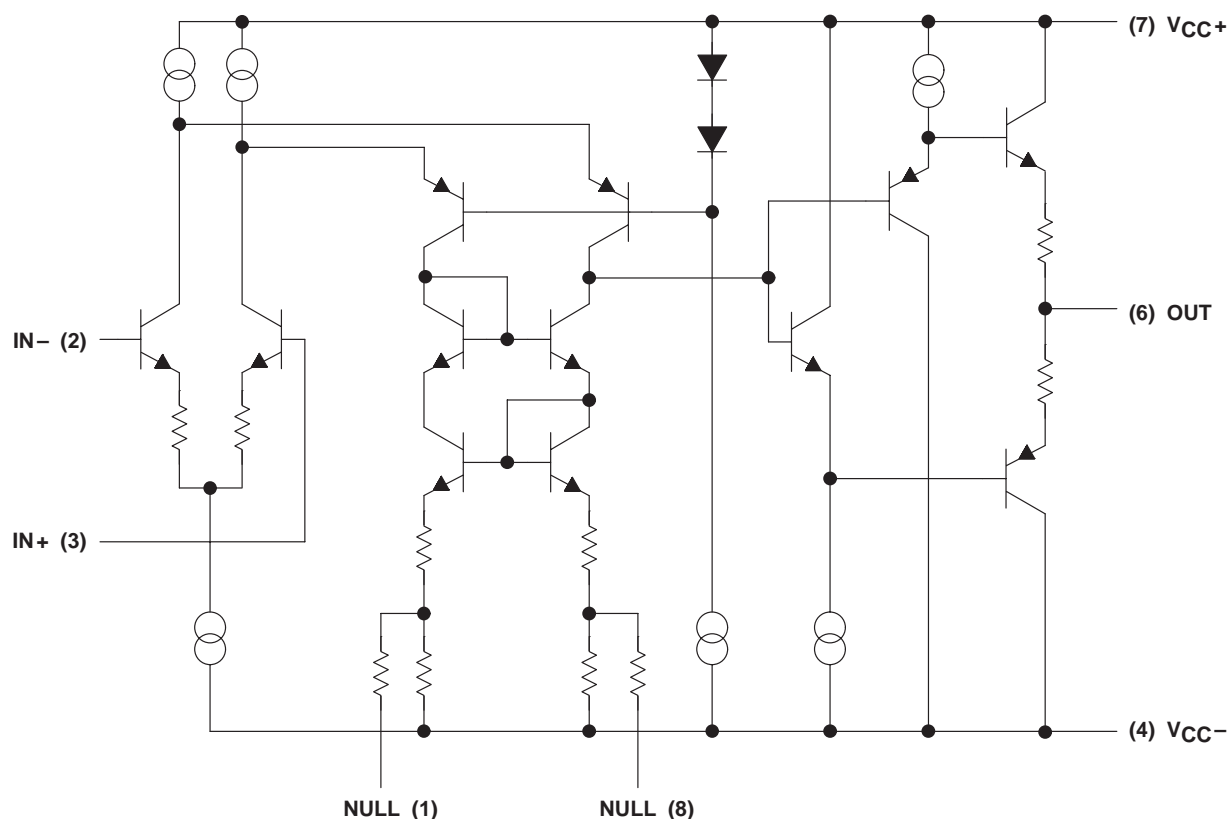 (7) VCC+
IN− (2)
(6) OUT
IN+ (3)
(4) VCC−
NULL (1)
NULL (8)